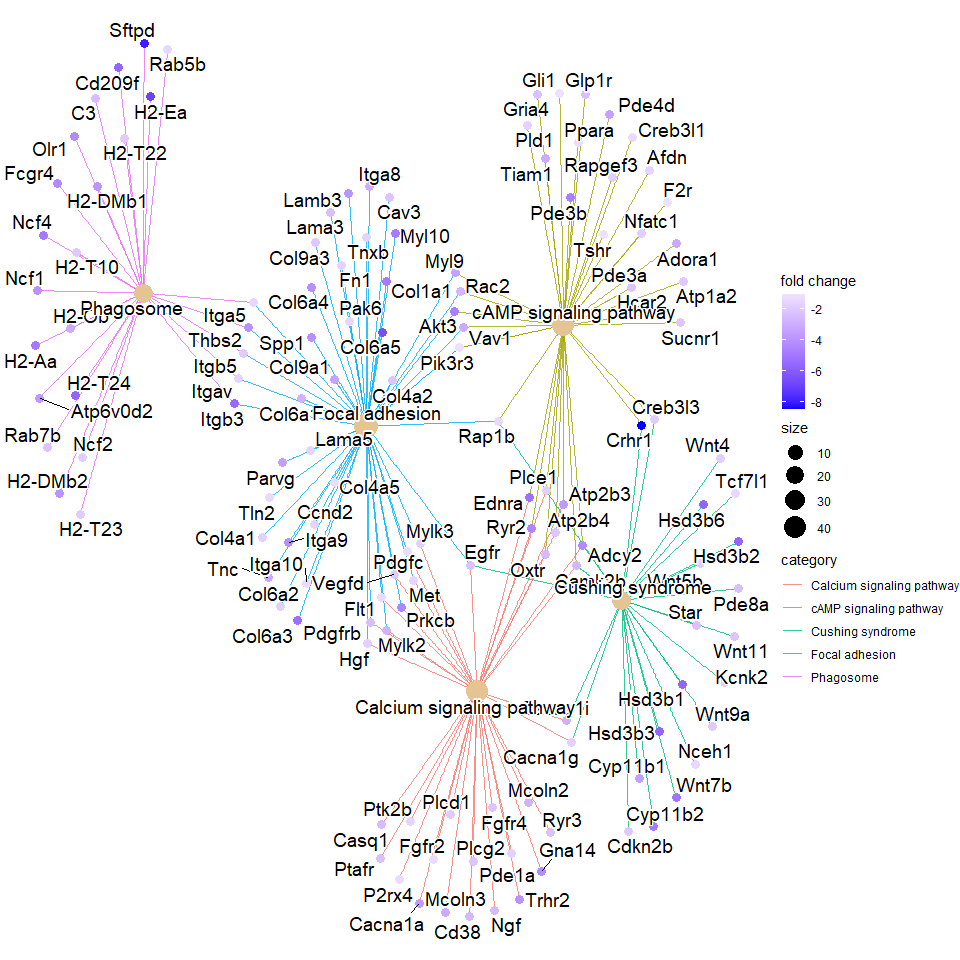 Sftpd
Rab5b
Cd209f
C3
H2-Ea
Olr1
H2-T22
Fcgr4
H2-DMb1
Ncf4
H2-T10
Ncf1
Phagosome
H2-Aa
H2-T24
Atp6v0d2
Rab7b
Ncf2
H2-DMb2
H2-T23
Itga8
Lamb3
Cav3
Lama3
Myl10
Col9a3
Tnxb
Myl9
Fn1
Col6a4
Col1a1
Rac2
Itga5
Pak6
Akt3
Thbs2
Spp1
Col6a5
Vav1
Itgb5
Col9a1
Pik3r3
Itgav
Col4a2
Itgb3
Focal adhesion
Lama5
Rap1b
Parvg
Col4a5
Tln2
Ccnd2
Col4a1
Itga9
Mylk3
Tnc
Itga10
Pdgfc
Egfr
Col6a2
Vegfd
Met
Flt1
Prkcb
Col6a3
Pdgfrb
Mylk2
Hgf
Gli1
Glp1r
Gria4
Pde4d
Pld1
Ppara
Creb3l1
Tiam1
Rapgef3
Afdn
Pde3b
F2r
Nfatc1
Tshr
Adora1
Pde3a
Atp1a2
Hcar2
cAMP signaling pathway
Sucnr1
Creb3l3
Crhr1
Wnt4
Plce1
Tcf7l1
Ednra
Atp2b3
Hsd3b6
Ryr2
Atp2b4
Hsd3b2
Oxtr
Adcy2
Wnt5b
Cushing syndrome
Pde8a
Star
Wnt11
Kcnk2
Hsd3b1
Wnt9a
Hsd3b3
Nceh1
Cyp11b1
Wnt7b
Cyp11b2
Cdkn2b
Calcium signaling pathway
Cacna1g
Mcoln2
Ptk2b
Plcd1
Ryr3
Casq1
Fgfr4
Fgfr2
Plcg2
Gna14
Ptafr
Pde1a
P2rx4
Mcoln3
Trhr2
Cacna1a
Cd38
Ngf
fold change
-2
-4
-6
-8
size
10
20
30
40
category
Calcium signaling pathway
cAMP signaling pathway
Cushing syndrome
Focal adhesion
Phagosome